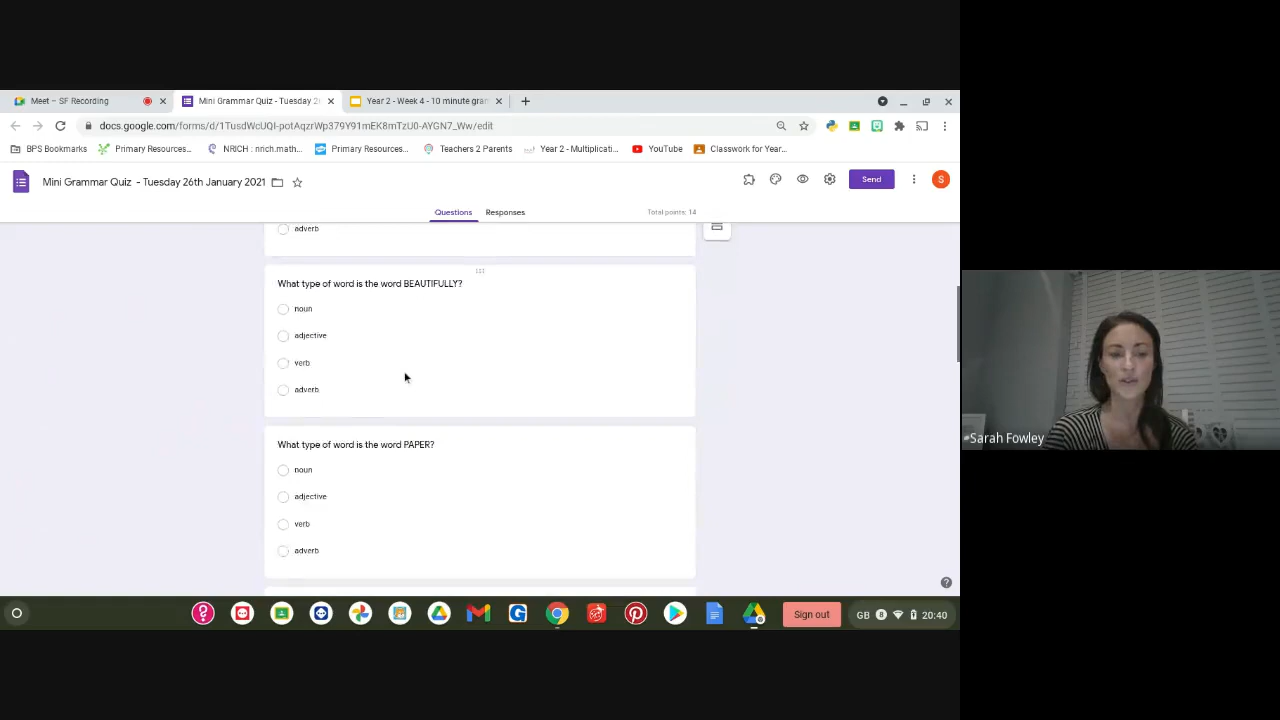 Meet – SF Recording
Mini Grammar Quiz - Tuesday 2
Year 2 - Week 4 - 10 minute gran
docs.google.com/forms/d/1TusdWcUQI-potAqzrWp379Y91mEK8mTzU0-AYGN7_Ww/edit
BPS Bookmarks
Primary Resources...
NRICH : nrich.math...
Primary Resources...
Teachers 2 Parents
Year 2 - Multiplicati...
YouTube
Classwork for Year...
Mini Grammar Quiz - Tuesday 26th January 2021
Send
S
Questions
Responses
Total points: 14
adverb
What type of word is the word BEAUTIFULLY?
noun
adjective
verb
adverb
What type of word is the word PAPER?
noun
adjective
verb
adverb
Sarah Fowley
Sign out
GB
20:40